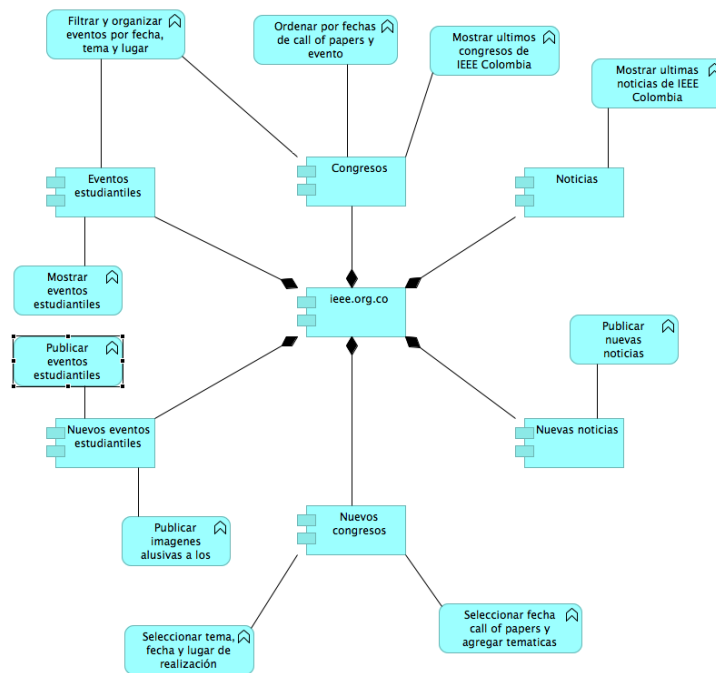 Filtrar y organizar
eventos por fecha,
tema y lugar
Ordenar por fechas
de call of papers y
evento
Mostrar ultimos
congresos de
IEEE Colombia
Mostrar ultimas
noticias de IEEE
Colombia
Eventos
estudiantiles
Congresos
Noticias
Mostrar
eventos
estudiantiles
ieee.org.co
Publicar
eventos
estudiantiles
Publicar
nuevas
noticias
Nuevos eventos
estudiantiles
Nuevas noticias
Publicar
imagenes
alusivas a los
Nuevos
congresos
Seleccionar tema,
fecha y lugar de
realización
Seleccionar fecha
call of papers y
agregar tematicas